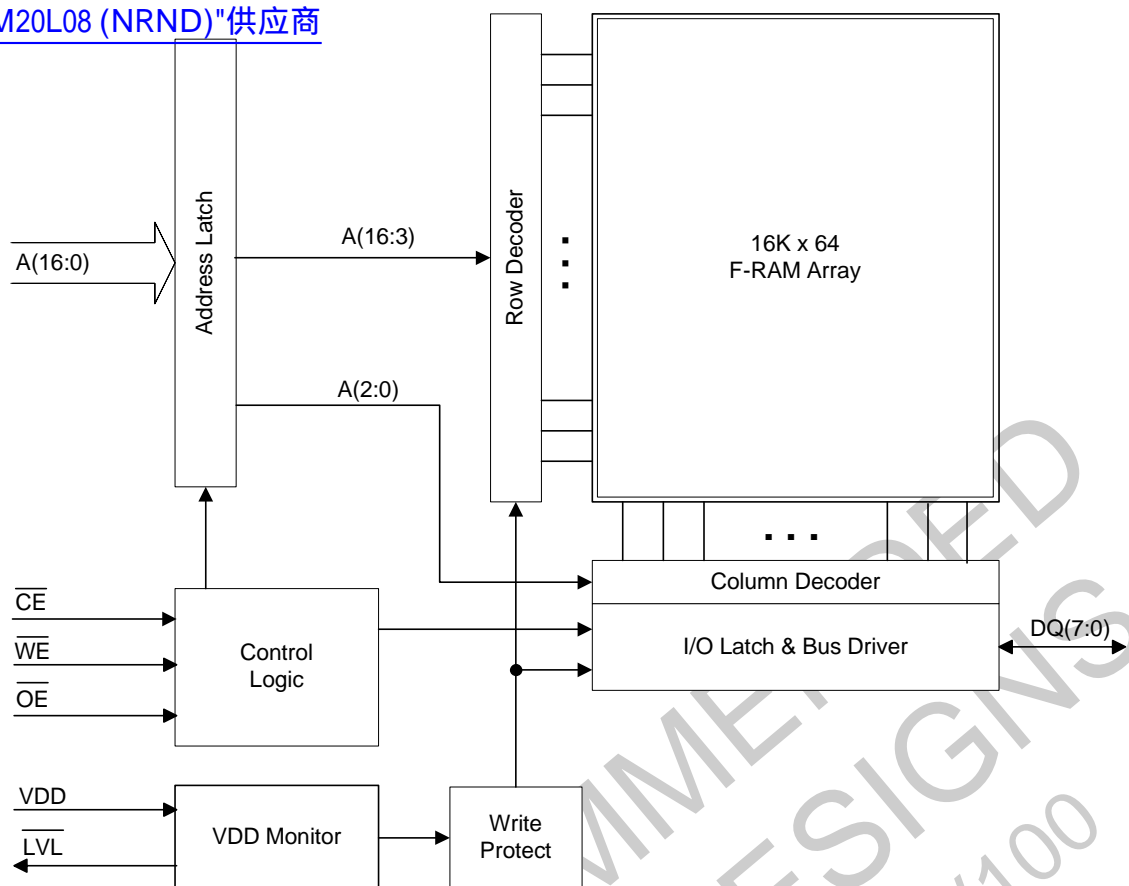 M20L08 (NRND)"供应商
Address Latch
A(16:0)
A(16:3)
A(2:0)
Row Decoder
16K x 64
F-RAM Array
Column Decoder
I/O Latch & Bus Driver
DQ(7:0)
CE
WE
OE
Control
Logic
VDD
LVL
VDD Monitor
Write
Protect